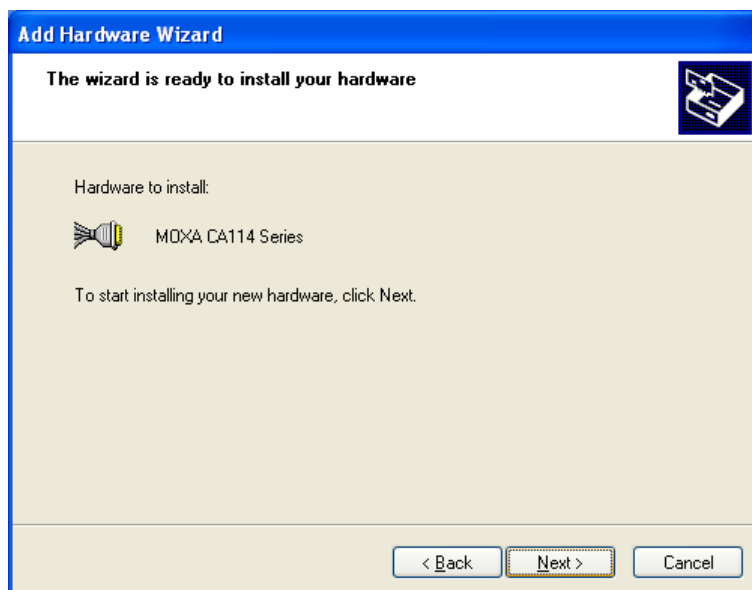 Add Hardware Wizard
The wizard is ready to install your hardware
Hardware to install:
MOXA CA114 Series
To start installing your new hardware, click Next.
< Back
Next >
Cancel